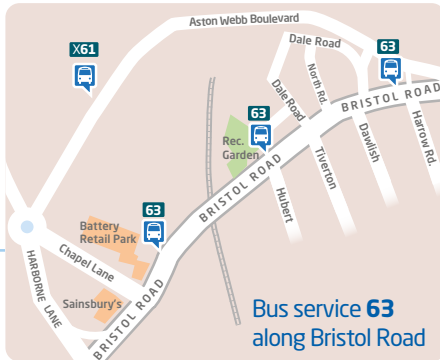 Aston Webb Boulevard
Dale Road
X61
63
North Rd.
Dale Road
BRISTOL ROAD
63
Rec.
Garden
Harrow Rd.
Dawlish
Tiverton
Hubert
BRISTOL ROAD
63
Battery
Retail Park
Chapel Lane
HARBORNE LANE
Sainsbury's
BRISTOL ROAD
Bus service 63
along Bristol Road